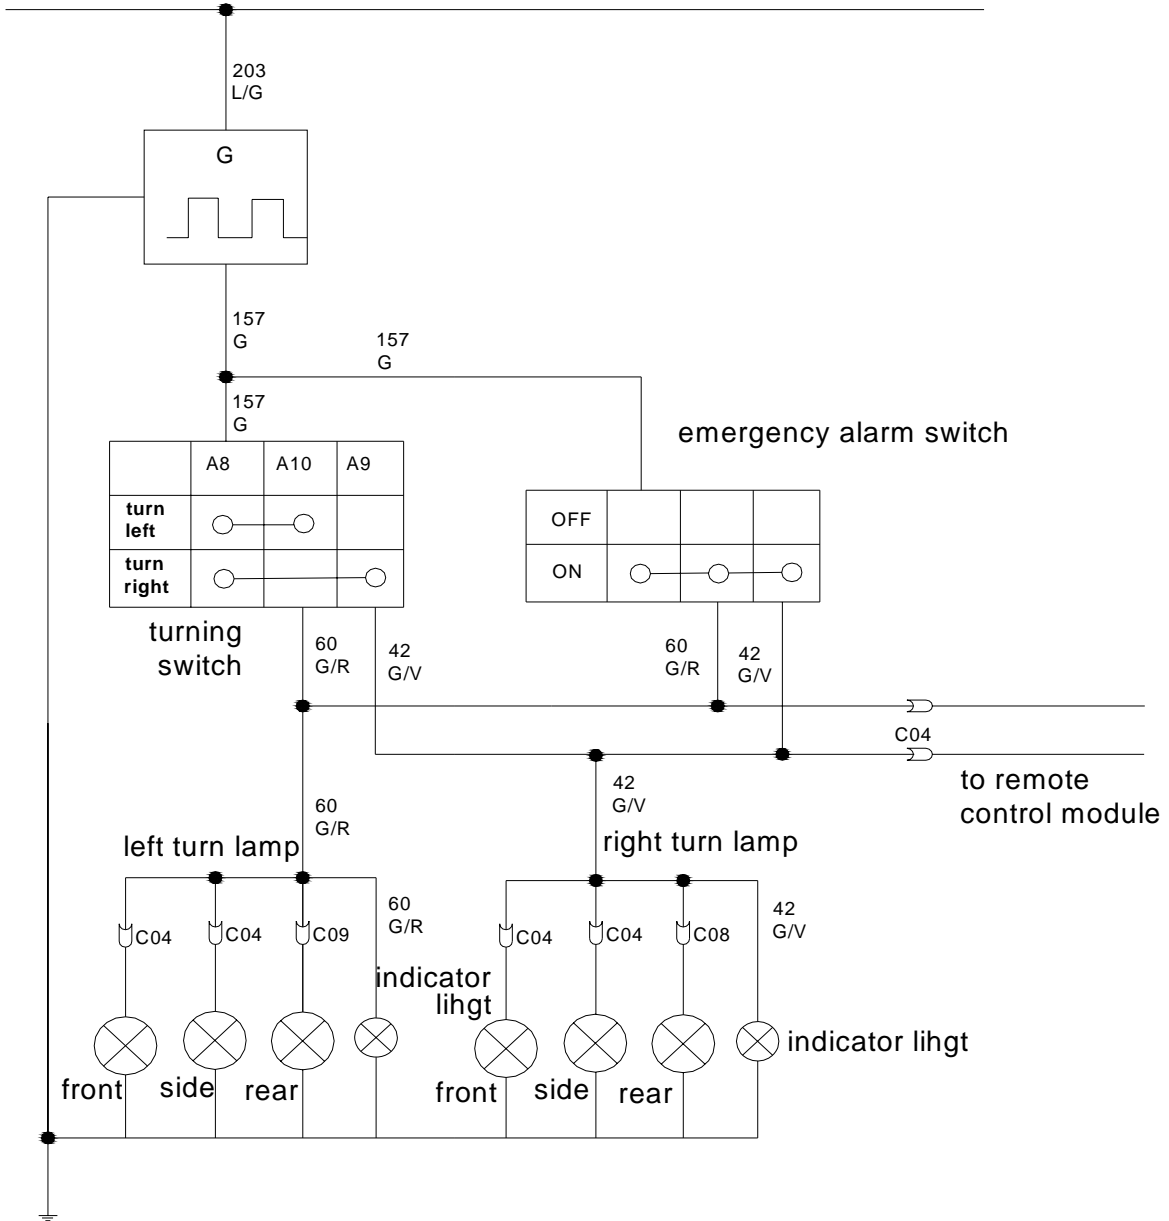 203
L/G
G
157
G
157
G
157
G
emergency alarm switch
A8 A10 A9
turn
left
turn
right
OFF
ON
turning
switch
60
G/R
42
G/V
60
G/R
42
G/V
C04
to remote
control module
60
G/R
42
G/V
left turn lamp
right turn lamp
60
G/R
42
G/V
C04
C04
C09
C04
C04
C08
indicator
lihgt
indicator lihgt
front
side
rear
front
side
rear